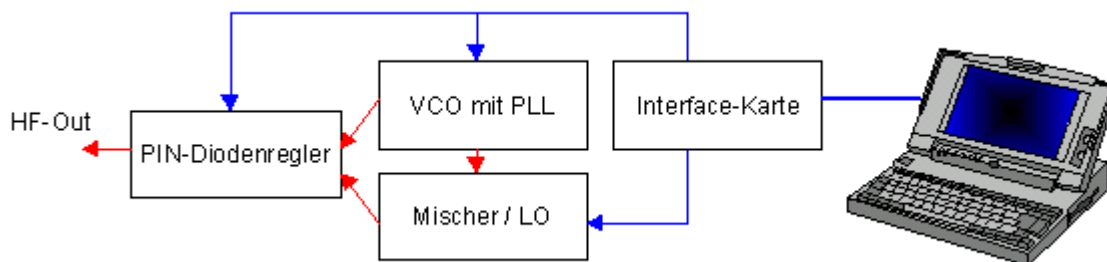 HF-Out
PIN-Diodenregler
VCO mit PLL
Mischer / LO
Interface-Karte